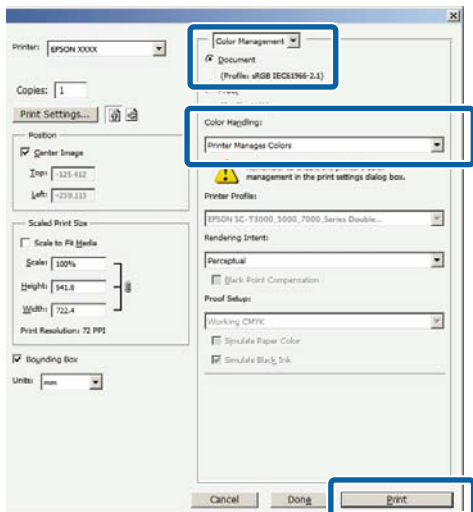 Printer: EPSON XXXX
Copies: 1
Print Settings...
Position
Center Image
Top: -125.412
Left: -259.113
Scaled Print Size
Scale to Fit Media
Scale: 100%
Height: 541.8
Width: 722.4
Print Resolution: 72 PPI
Bounding Box
Units: mm
Color Management
Document
(Profile: sRGB IEC61966-2.1)
Color Handling:
Printer Manages Colors
management in the print settings dialog box.
Printer Profile:
EPSON SC-T3000_5000_7000_Series Double...
Rendering Intent:
Perceptual
Black Point Compensation
Proof Setup:
Working CMYK
Simulate Paper Color
Simulate Black Ink
Cancel
Done
Print